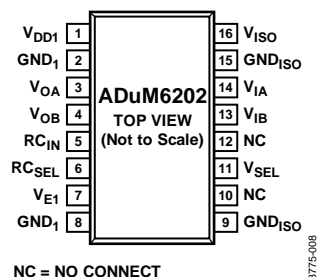 VDD1 1 16 VISO
GND1 2 15 GNDISO
VOA 3 ADuM6202 14 VIA
VOB 4 TOP VIEW 13 VIB
RCIN 5 (Not to Scale) 12 NC
RCSEL 6 11 VSEL
VE1 7 10 NC
GND1 8 9 GNDISO
NC = NO CONNECT